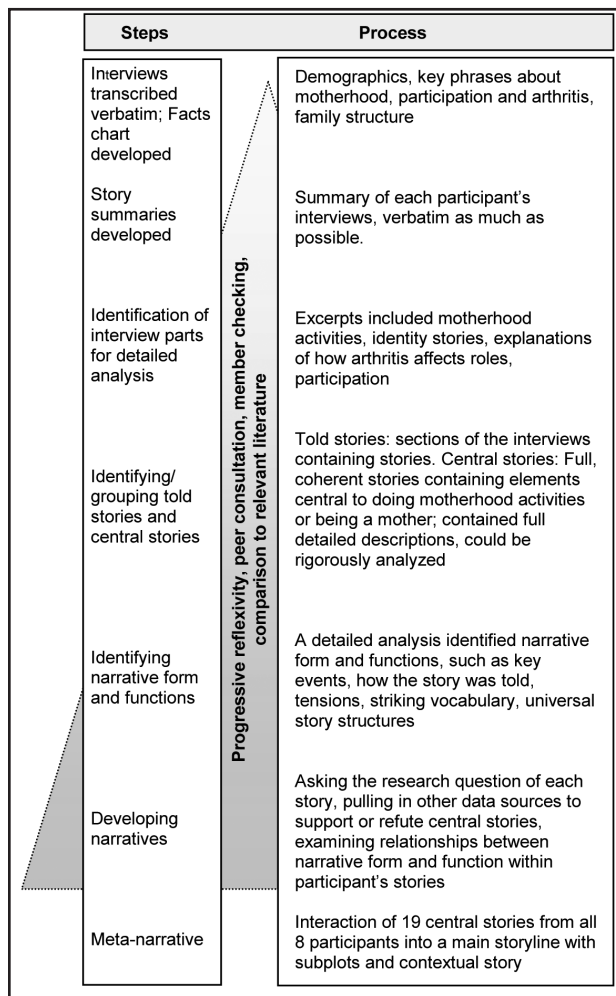 Steps
Process
Interviews
transcribed
verbatim; Facts
chart
developed
Demographics, key phrases about
motherhood, participation and arthritis,
family structure
Story
summaries
developed
Summary of each participant's
interviews, verbatim as much as
possible.
Identification of
interview parts
for detailed
analysis
Excerpts included motherhood
activities, identity stories, explanations
of how arthritis affects roles,
participation
Identifying/
grouping told
stories and
central stories
Told stories: sections of the interviews
containing stories. Central stories: Full,
coherent stories containing elements
central to doing motherhood activities
or being a mother; contained full
detailed descriptions, could be
rigorously analyzed
Identifying
narrative form
and functions
A detailed analysis identified narrative
form and functions, such as key
events, how the story was told,
tensions, striking vocabulary, universal
story structures
Developing
narratives
Asking the research question of each
story, pulling in other data sources to
support or refute central stories,
examining relationships between
narrative form and function within
participant's stories
Meta-narrative
Interaction of 19 central stories from all
8 participants into a main storyline with
subplots and contextual story
Progressive reflexivity, peer consultation, member checking,
comparison to relevant literature